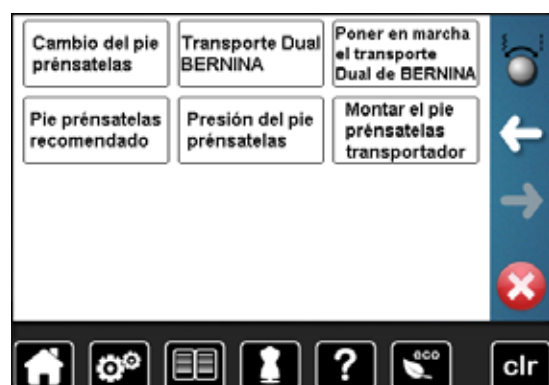 Cambio del pie
prénsatelas
Transporte Dual
BERNINA
Poner en marcha
el transporte
Dual de BERNINA
Pie prénsatelas
recomendado
Presión del pie
prénsatelas
Montar el pie
prénsatelas
transportador
?
eco
clr